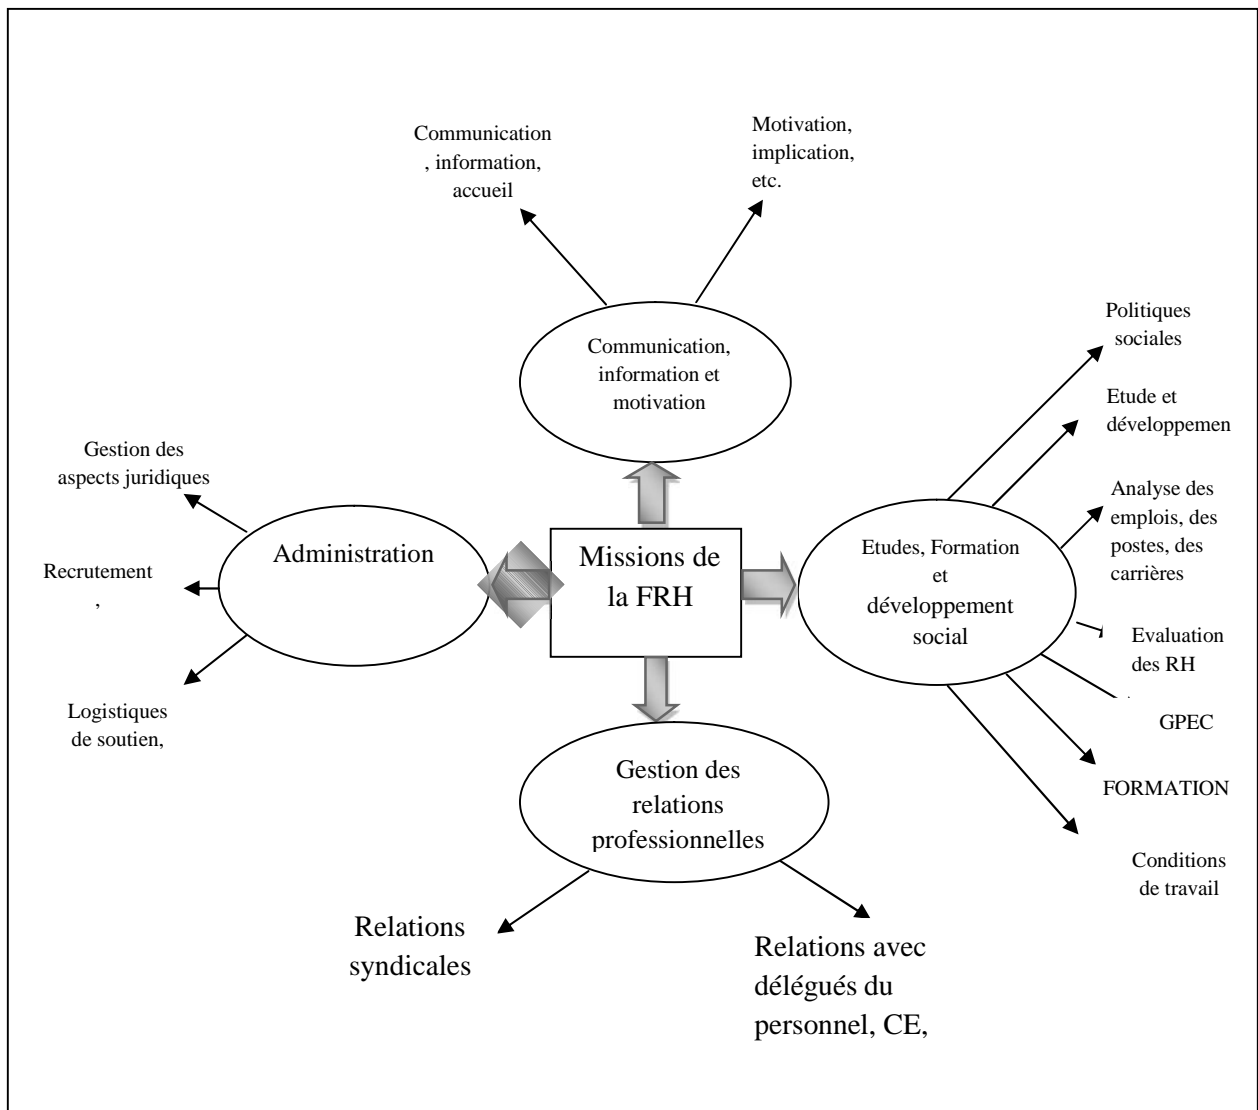 Communication
, information,
accueil
Motivation,
implication,
etc.
Communication,
information et
motivation
Politiques
sociales
Etude et
développemen
Analyse des
emplois, des
postes, des
carrières
Evaluation
des RH
GPEC
FORMATION
Conditions
de travail
Etudes, Formation
et
développement
social
Missions de
la FRH
Administration
Gestion des
aspects juridiques
Recrutement
,
Logistiques
de soutien,
Gestion des
relations
professionnelles
Relations
syndicales
Relations avec
délégués du
personnel, CE,